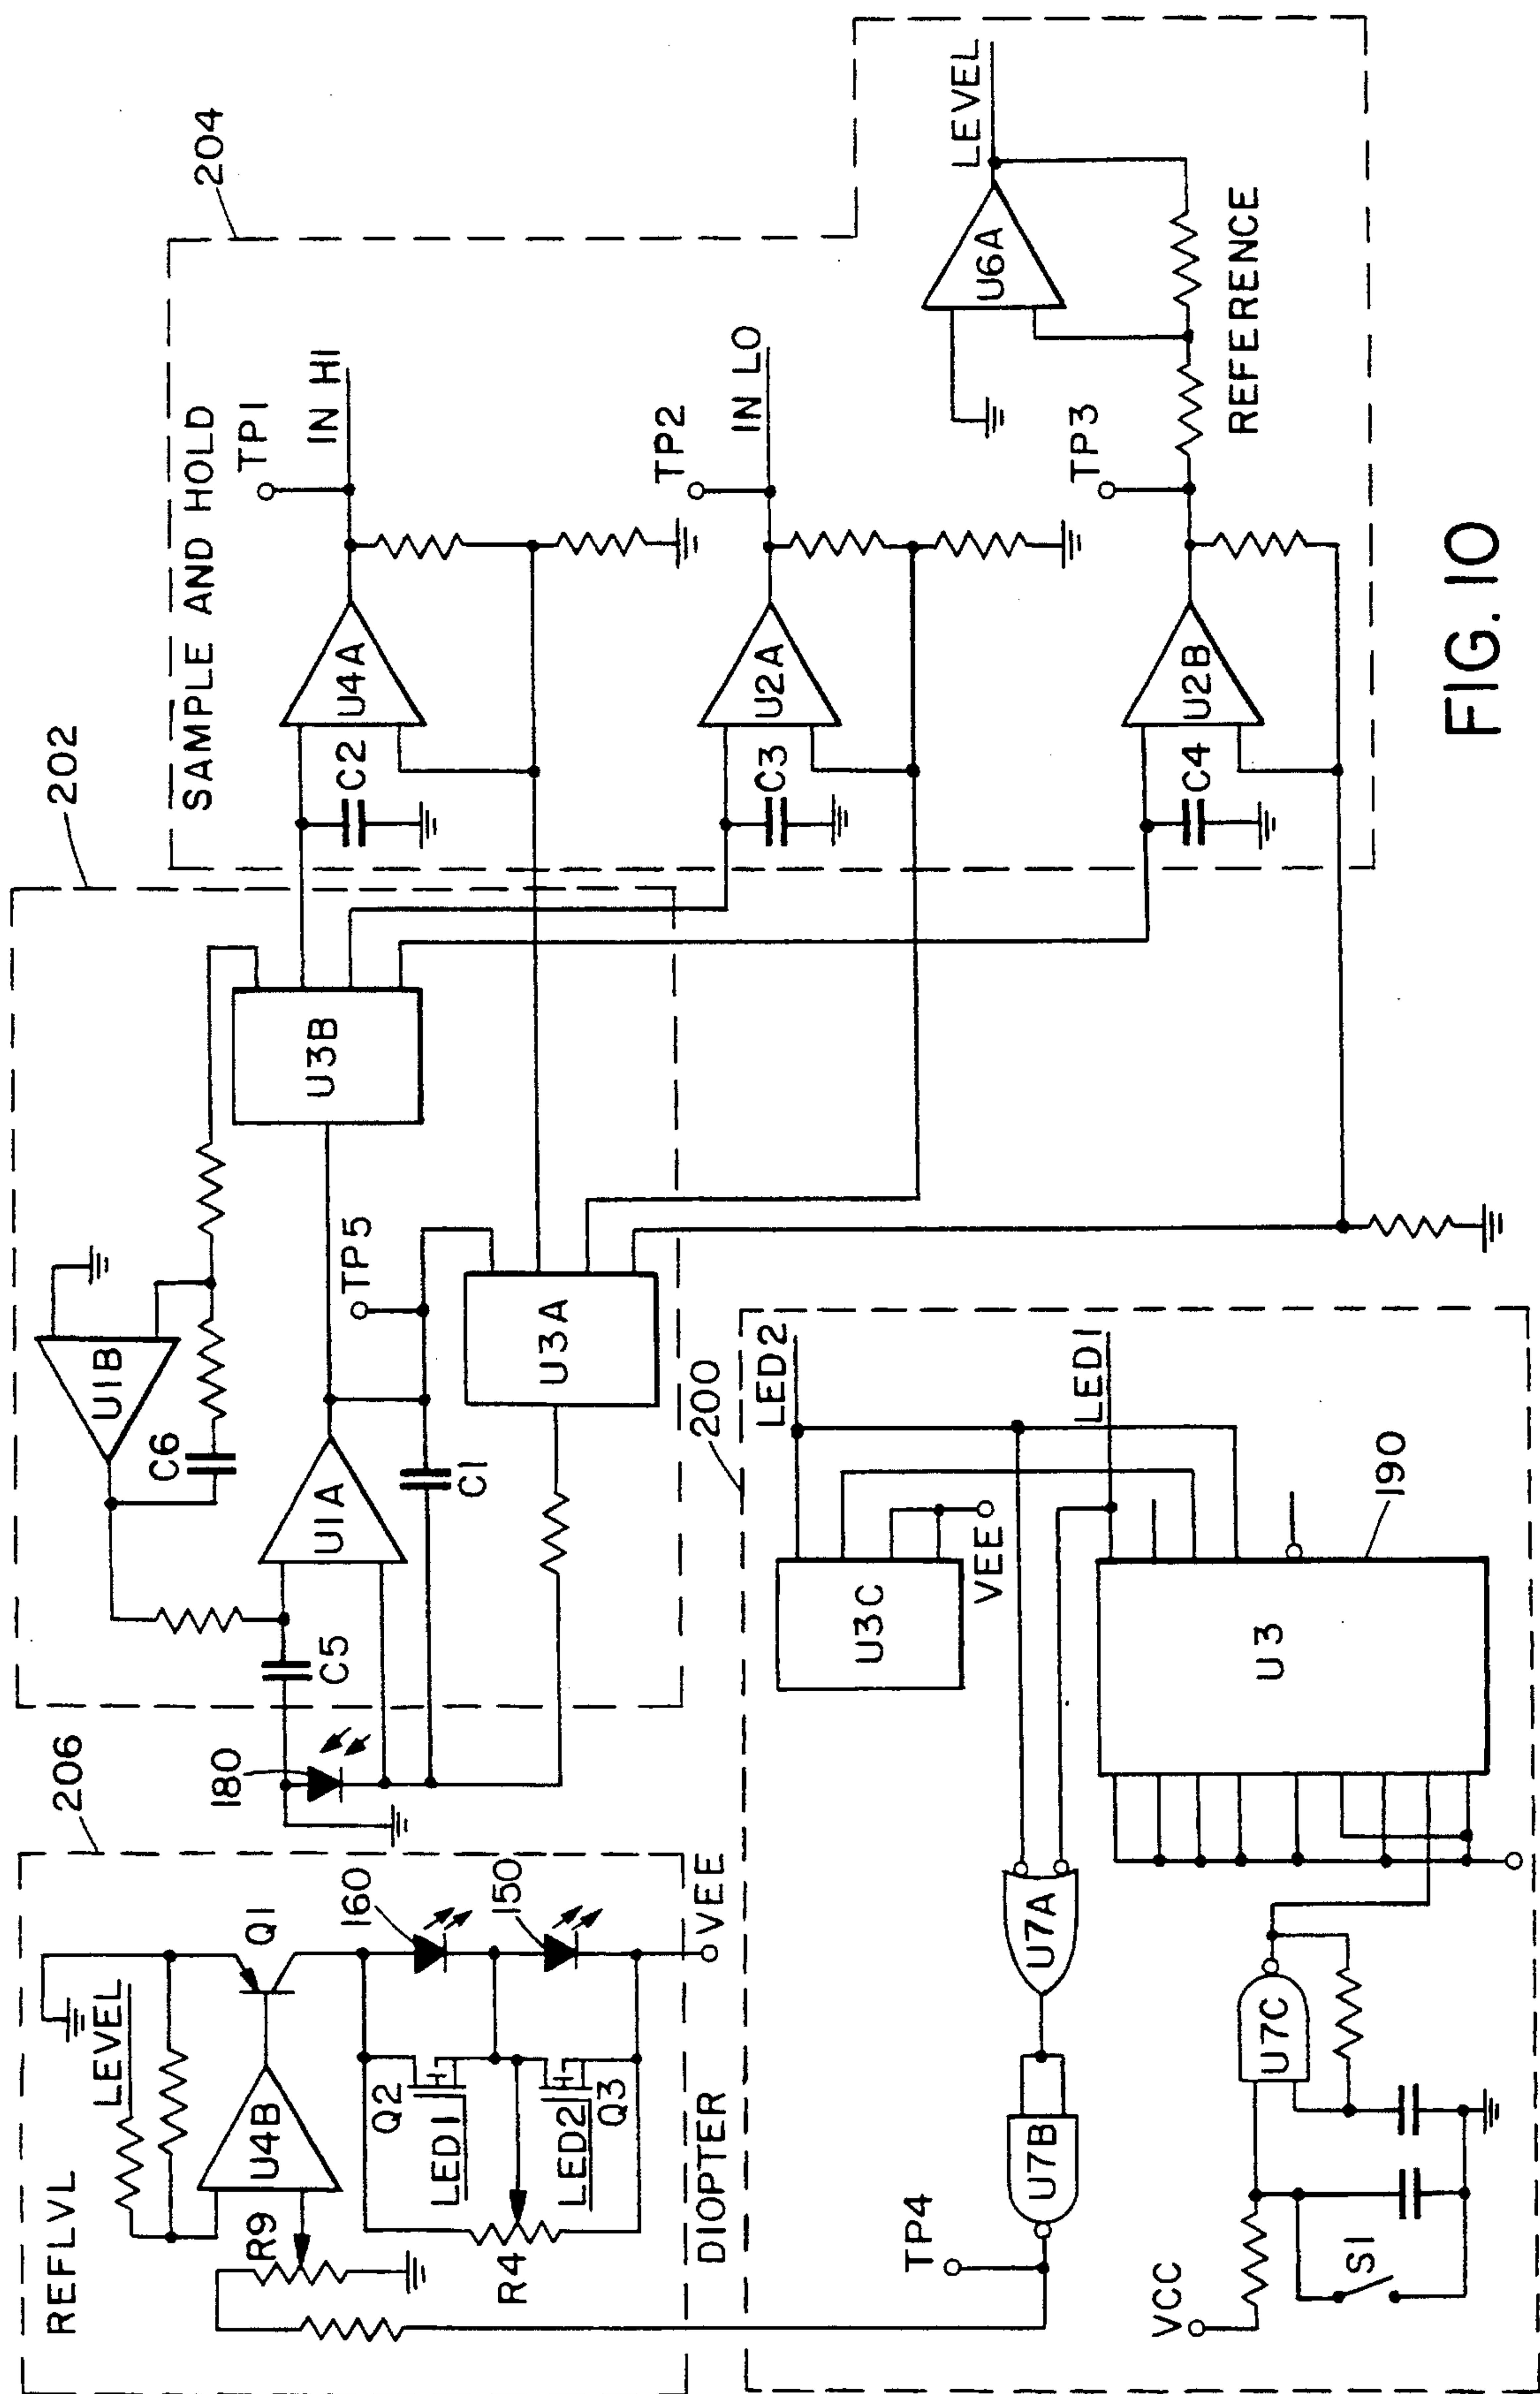 206
REFLVL
LEVEL
Q1
U4B
R9
160
150
Q2
LED1
LED2
Q3
R4
VEE
DIOPTER
202
U1B
C6
U1A
C5
180
C1
TP5
U3B
U3A
204
SAMPLE AND HOLD
TP1
IN HI
U4A
C2
TP2
IN LO
U2A
C3
TP3
U2B
C4
LEVEL
U6A
REFERENCE
200
LED2
LED1
U3C
VEE
190
U3
U7A
U7B
TP4
U7C
VCC
S1
FIG. 10